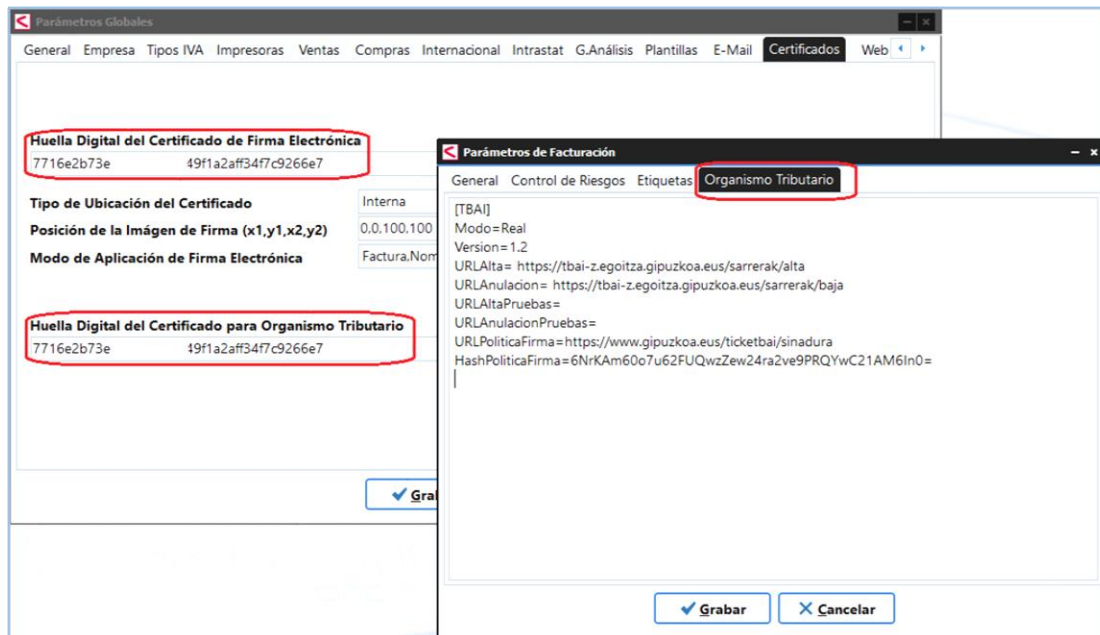 Parámetros Globales
General Empresa Tipos IVA Impresoras Ventas Compras Internacional Intrastat G.Análisis Plantillas E-Mail Certificados Web
Huella Digital del Certificado de Firma Electrónica
7716e2b73e 49f1a2aff34f7c9266e7
Tipo de Ubicación del Certificado Interna
Posición de la Imágen de Firma (x1,y1,x2,y2) 0,0,100,100
Modo de Aplicación de Firma Electrónica Factura,Nom
Huella Digital del Certificado para Organismo Tributario
7716e2b73e 49f1a2aff34f7c9266e7
Gra
Parámetros de Facturación
General Control de Riesgos Etiquetas Organismo Tributario
[TBAI]
Modo=Real
Version=1.2
URLAlta= https://tbai-z.egoitza.gipuzkoa.eus/sarrerak/alta
URLAnulacion= https://tbai-z.egoitza.gipuzkoa.eus/sarrerak/baja
URLAltaPruebas=
URLAnulacionPruebas=
URLPoliticaFirma=https://www.gipuzkoa.eus/ticketbai/sinadura
HashPoliticaFirma=6NrKAm60o7u62FUQwzZew24ra2ve9PRQYwC21AM6In0=
Grabar Cancelar